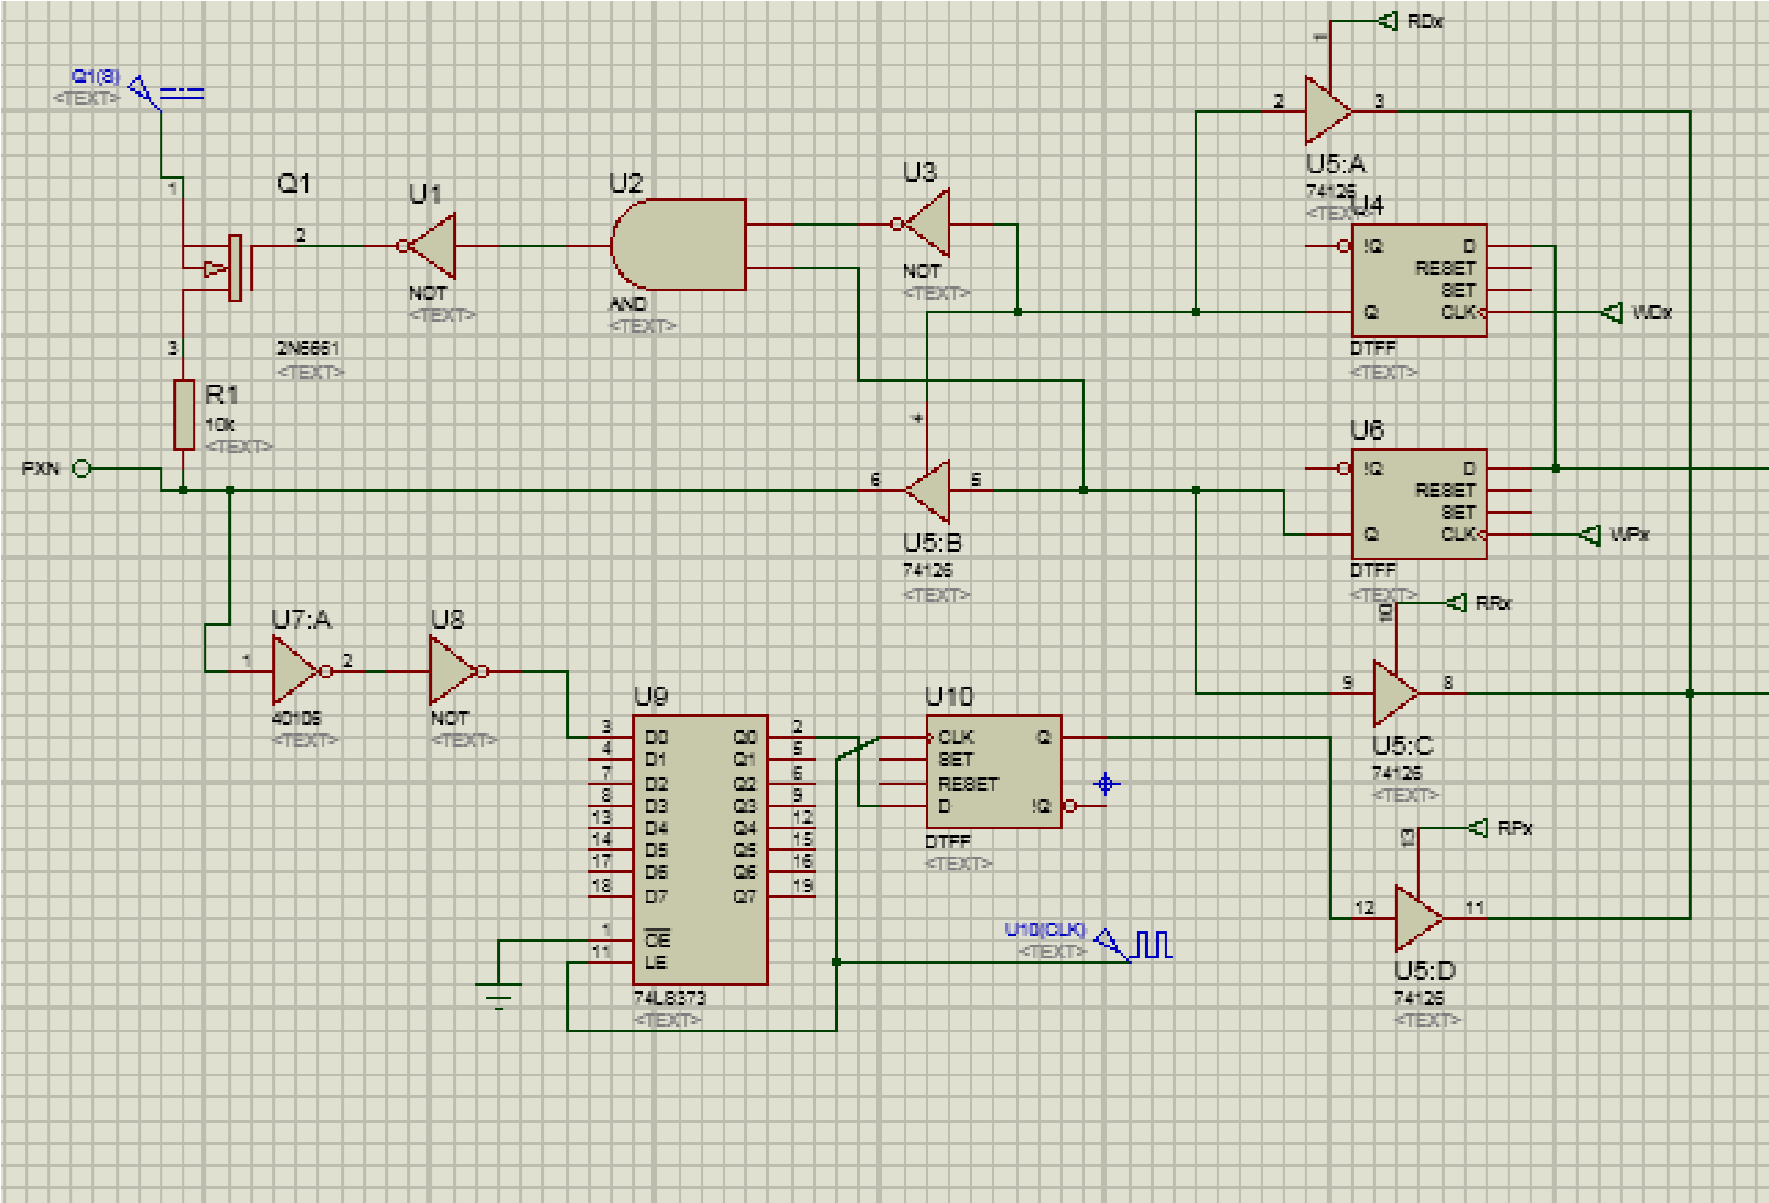 RDx
1
Q1(S)
<TEXT>
2
3
U5:A
74126
<TEXT>
1
Q1
2
2N6661
<TEXT>
3
U1
NOT
<TEXT>
U2
AND
<TEXT>
U3
NOT
<TEXT>
U4
!Q
D
RESET
SET
Q
CLK
DTFF
<TEXT>
WDx
R1
10k
<TEXT>
PXN
4
6
5
U5:B
74126
<TEXT>
U6
!Q
D
RESET
SET
Q
CLK
DTFF
<TEXT>
WPx
RRx
10
9
8
U5:C
74126
<TEXT>
U7:A
1
2
40106
<TEXT>
U8
NOT
<TEXT>
U9
3 D0 Q0 2
4 D1 Q1 5
7 D2 Q2 6
8 D3 Q3 9
13 D4 Q4 12
14 D5 Q5 15
17 D6 Q6 16
18 D7 Q7 19
1 OE
11 LE
74LS373
<TEXT>
U10
CLK Q
SET
RESET
D !Q
DTFF
<TEXT>
U10(CLK)
<TEXT>
RPx
13
12
11
U5:D
74126
<TEXT>